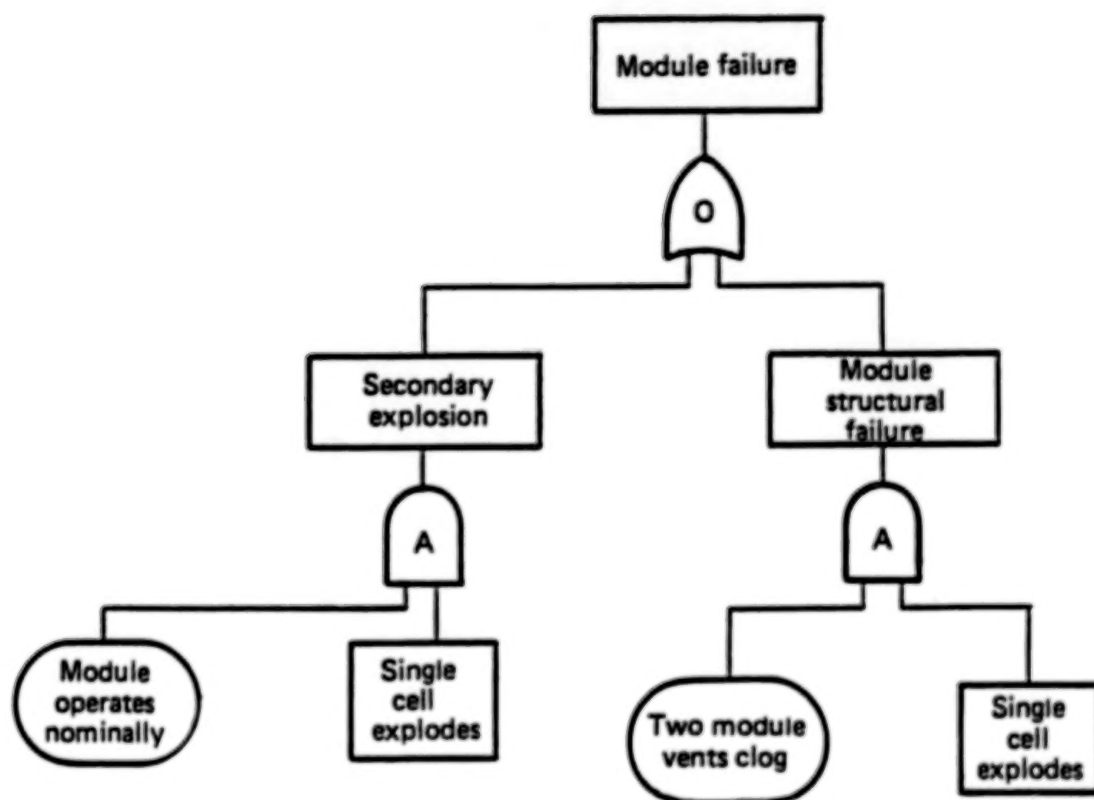 Module failure
O
Secondary
explosion
Module
structural
failure
A
A
Module
operates
nominally
Single
cell
explodes
Two module
vents clog
Single
cell
explodes